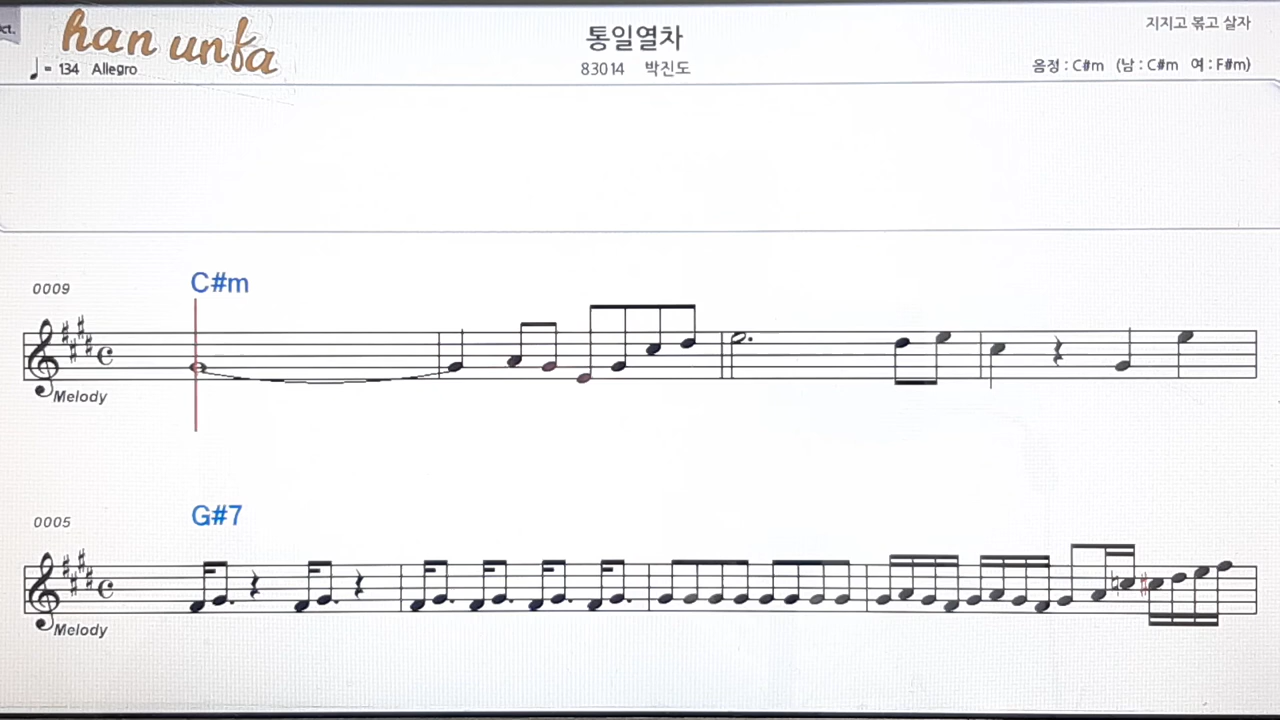 han unfa
통일열차
지지고 볶고 살자
♩= 134 Allegro
83014 박진도
음정 : C#m (남 : C#m 여 : F#m)
0009
C#m
Melody
0005
G#7
Melody